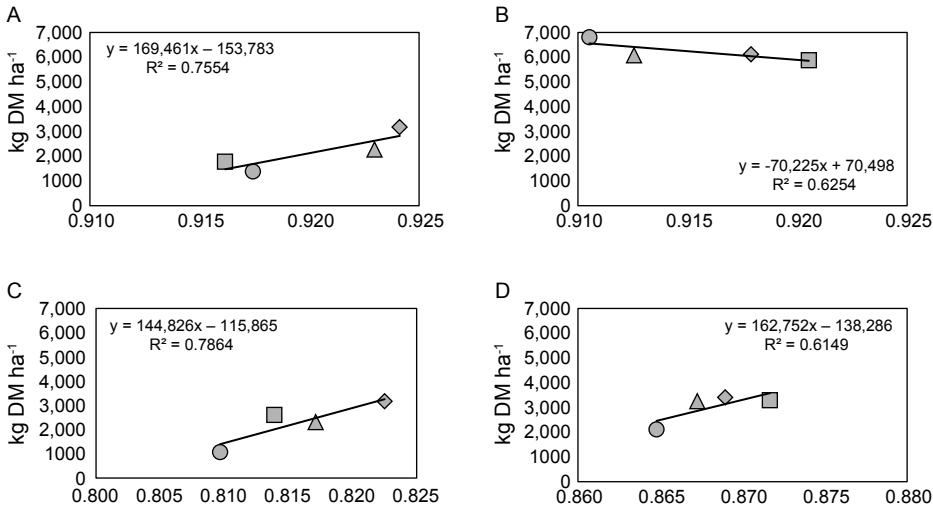 A
7,000
6,000
5,000
4,000
3,000
2,000
1000
0
kg DM ha⁻¹
y = 169,461x – 153,783
R² = 0.7554
0.910 0.915 0.920 0.925
B
7,000
6,000
5,000
4,000
3,000
2,000
1000
0
kg DM ha⁻¹
y = -70,225x + 70,498
R² = 0.6254
0.910 0.915 0.920 0.925
C
7,000
6,000
5,000
4,000
3,000
2,000
1000
0
kg DM ha⁻¹
y = 144,826x – 115,865
R² = 0.7864
0.800 0.805 0.810 0.815 0.820 0.825
D
7,000
6,000
5,000
4,000
3,000
2,000
1000
0
kg DM ha⁻¹
y = 162,752x – 138,286
R² = 0.6149
0.860 0.865 0.870 0.875 0.880